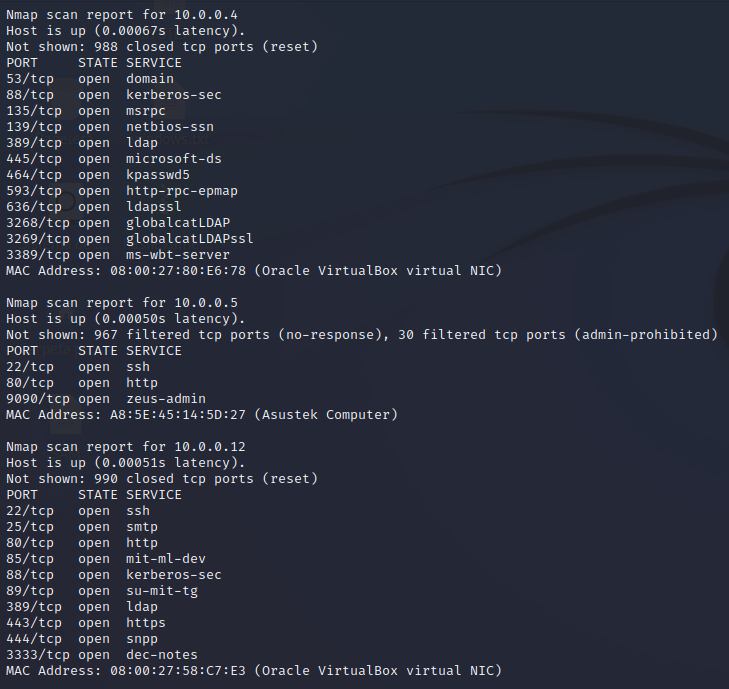 Nmap scan report for 10.0.0.4
Host is up (0.00067s latency).
Not shown: 988 closed tcp ports (reset)
PORT     STATE SERVICE
53/tcp   open  domain
88/tcp   open  kerberos-sec
135/tcp  open  msrpc
139/tcp  open  netbios-ssn
389/tcp  open  ldap
445/tcp  open  microsoft-ds
464/tcp  open  kpasswd5
593/tcp  open  http-rpc-epmap
636/tcp  open  ldapssl
3268/tcp open  globalcatLDAP
3269/tcp open  globalcatLDAPssl
3389/tcp open  ms-wbt-server
MAC Address: 08:00:27:80:E6:78 (Oracle VirtualBox virtual NIC)

Nmap scan report for 10.0.0.5
Host is up (0.00050s latency).
Not shown: 967 filtered tcp ports (no-response), 30 filtered tcp ports (admin-prohibited)
PORT     STATE SERVICE
22/tcp   open  ssh
80/tcp   open  http
9090/tcp open  zeus-admin
MAC Address: A8:5E:45:14:5D:27 (Asustek Computer)

Nmap scan report for 10.0.0.12
Host is up (0.00051s latency).
Not shown: 990 closed tcp ports (reset)
PORT     STATE SERVICE
22/tcp   open  ssh
25/tcp   open  smtp
80/tcp   open  http
85/tcp   open  mit-ml-dev
88/tcp   open  kerberos-sec
89/tcp   open  su-mit-tg
389/tcp  open  ldap
443/tcp  open  https
444/tcp  open  snpp
3333/tcp open  dec-notes
MAC Address: 08:00:27:58:C7:E3 (Oracle VirtualBox virtual NIC)